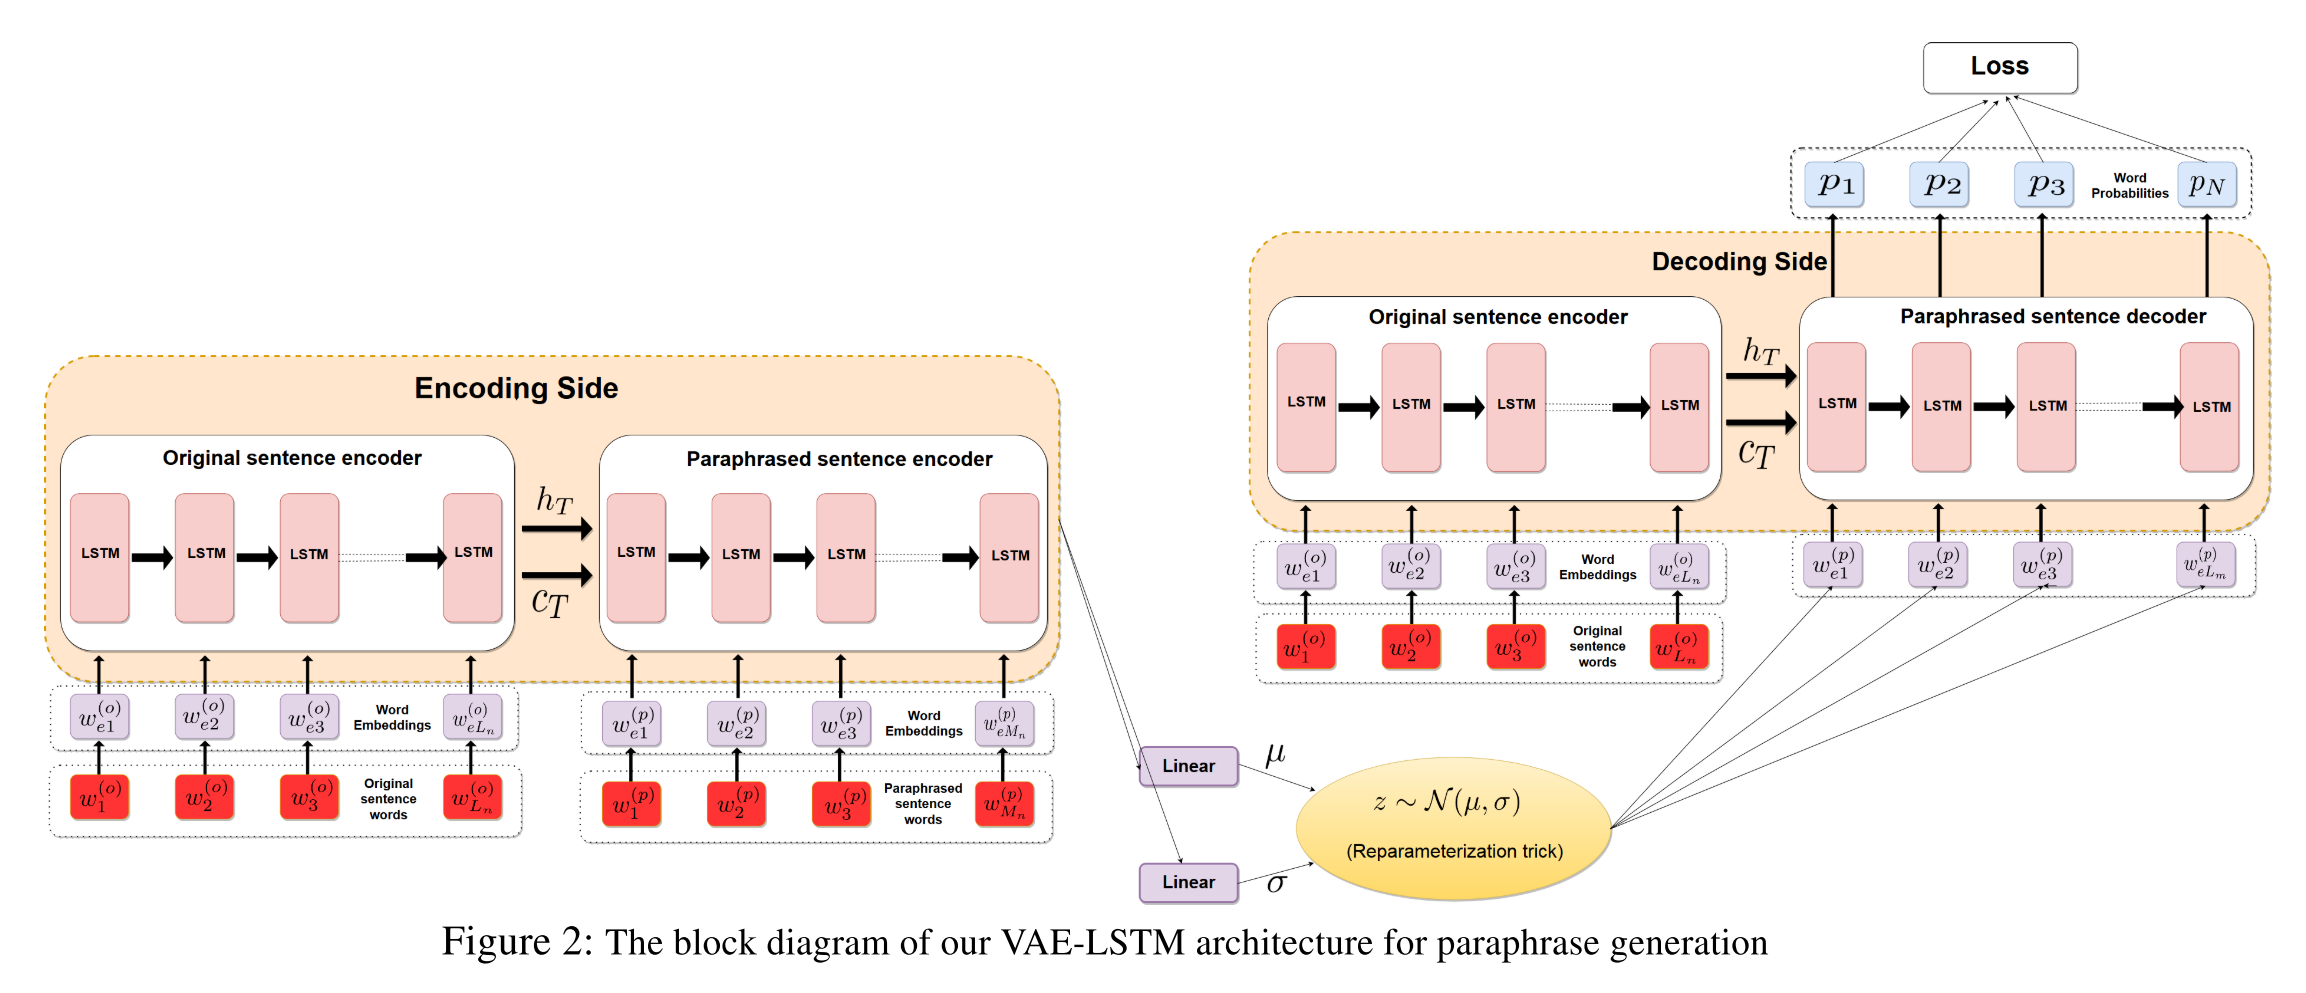 Loss
p_1 p_2 p_3 Word Probabilities p_N
Decoding Side
Original sentence encoder
Paraphrased sentence decoder
LSTM LSTM LSTM LSTM
h_T
c_T
LSTM LSTM LSTM LSTM
w_{e1}^{(o)} w_{e2}^{(o)} w_{e3}^{(o)} Word Embeddings w_{eL_n}^{(o)}
w_{e1}^{(p)} w_{e2}^{(p)} w_{e3}^{(p)} w_{eL_m}^{(p)}
w_1^{(o)} w_2^{(o)} w_3^{(o)} Original sentence words w_{L_n}^{(o)}
Encoding Side
Original sentence encoder
Paraphrased sentence encoder
LSTM LSTM LSTM LSTM
h_T
c_T
LSTM LSTM LSTM LSTM
w_{e1}^{(o)} w_{e2}^{(o)} w_{e3}^{(o)} Word Embeddings w_{eL_n}^{(o)}
w_{e1}^{(p)} w_{e2}^{(p)} w_{e3}^{(p)} Word Embeddings w_{eM_n}^{(p)}
w_1^{(o)} w_2^{(o)} w_3^{(o)} Original sentence words w_{L_n}^{(o)}
w_1^{(p)} w_2^{(p)} w_3^{(p)} Paraphrased sentence words w_{M_n}^{(p)}
Linear
μ
z ∼ N(μ, σ)
(Reparameterization trick)
Linear
σ
Figure 2: The block diagram of our VAE-LSTM architecture for paraphrase generation